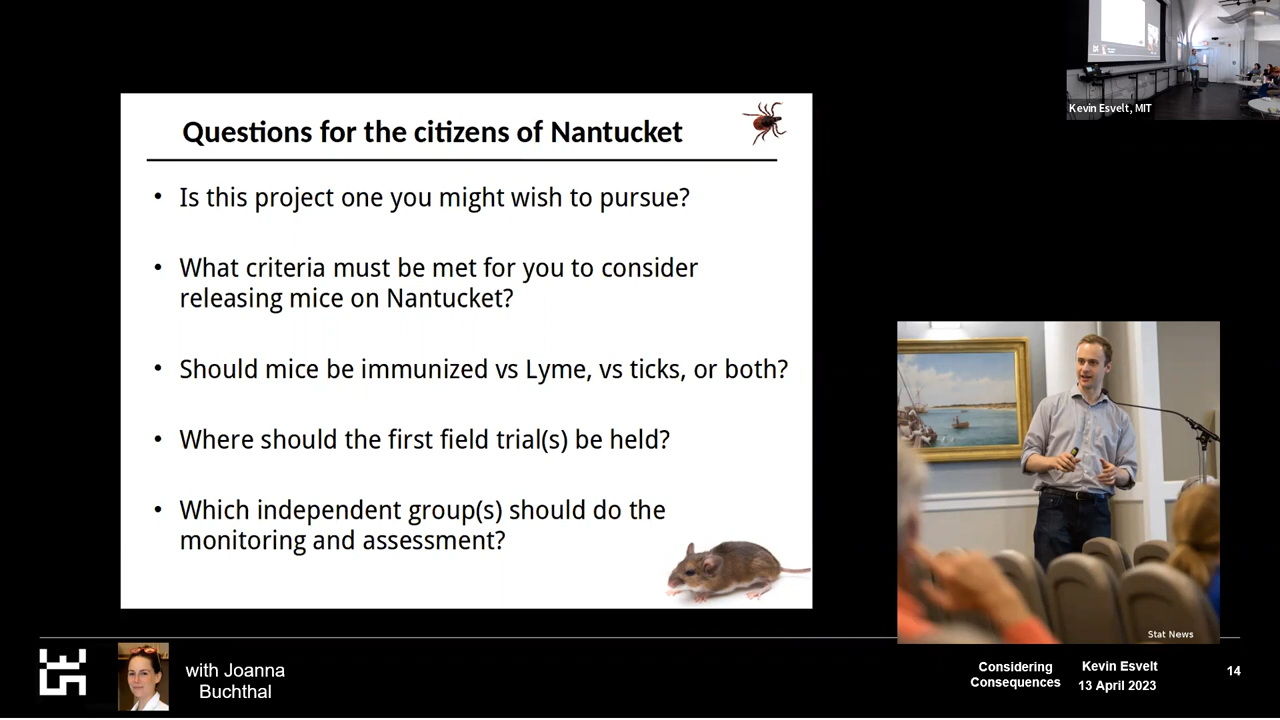 Kevin Esvelt, MIT
Questions for the citizens of Nantucket
• Is this project one you might wish to pursue?
• What criteria must be met for you to consider
releasing mice on Nantucket?
• Should mice be immunized vs Lyme, vs ticks, or both?
• Where should the first field trial(s) be held?
• Which independent group(s) should do the
monitoring and assessment?
Stat News
with Joanna
Buchthal
Considering
Consequences
Kevin Esvelt
13 April 2023
14